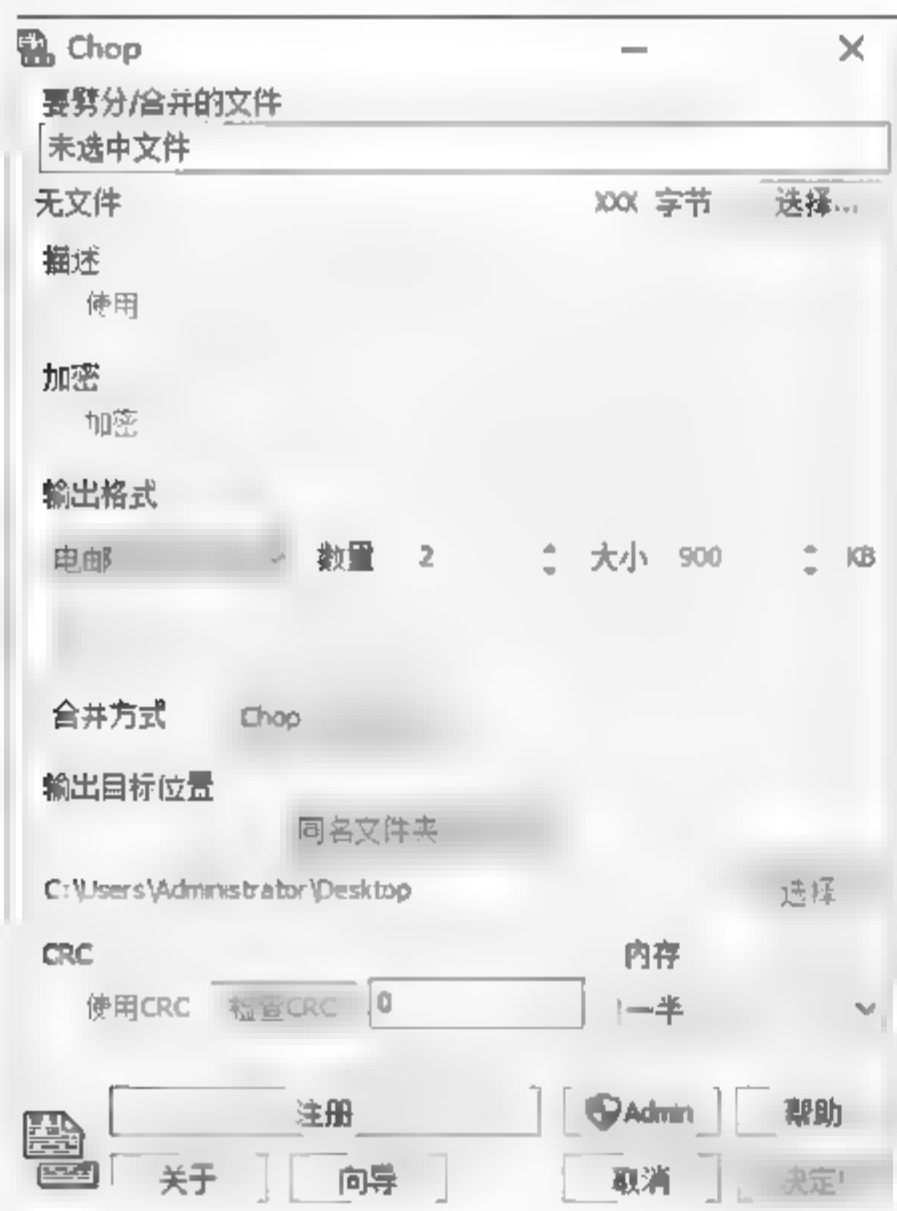 Chop
要劈分/合并的文件
未选中文件
无文件 XXX 字节 选择...
描述
使用
加密
加密
输出格式
电邮 数量 2 大小 900 KB
合并方式 Chop
输出目标位置
同名文件夹
C:\Users\Administrator\Desktop 选择
CRC 内存
使用CRC 检查CRC 0 一半
注册 Admin 帮助
关于 向导 取消 决定!